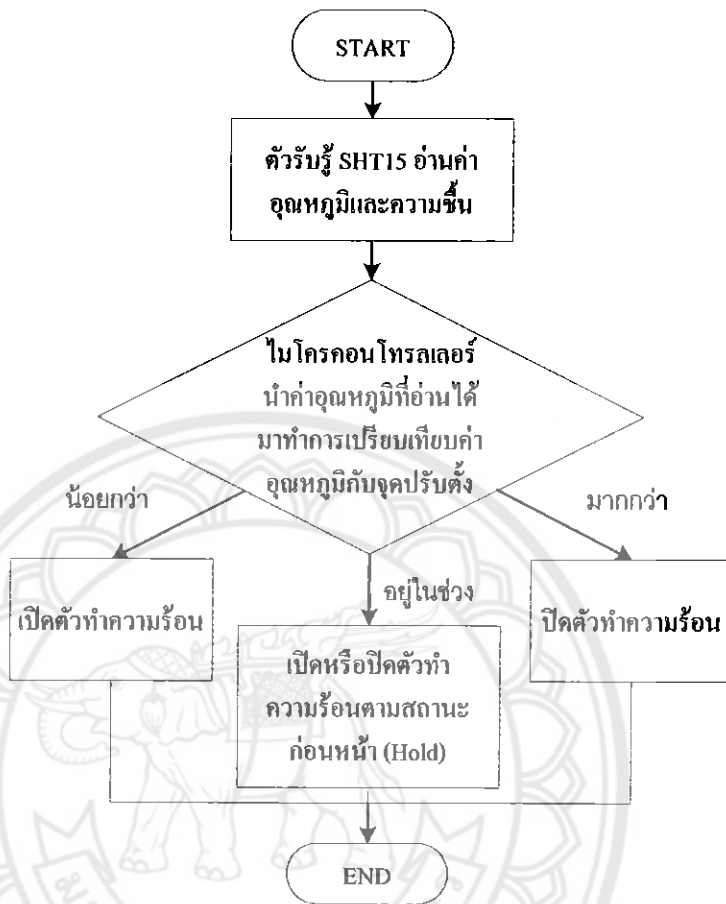 START
ตัวรับรู้ SHT15 อ่านค่า
อุณหภูมิและความชื้น
ไมโครคอนโทรลเลอร์
นำค่าอุณหภูมิที่อ่านได้
มาทำการเปรียบเทียบค่า
อุณหภูมิกับจุดปรับตั้ง
น้อยกว่า
มากกว่า
อยู่ในช่วง
เปิดตัวทำความร้อน
ปิดตัวทำความร้อน
เปิดหรือปิดตัวทำ
ความร้อนตามสถานะ
ก่อนหน้า (Hold)
END